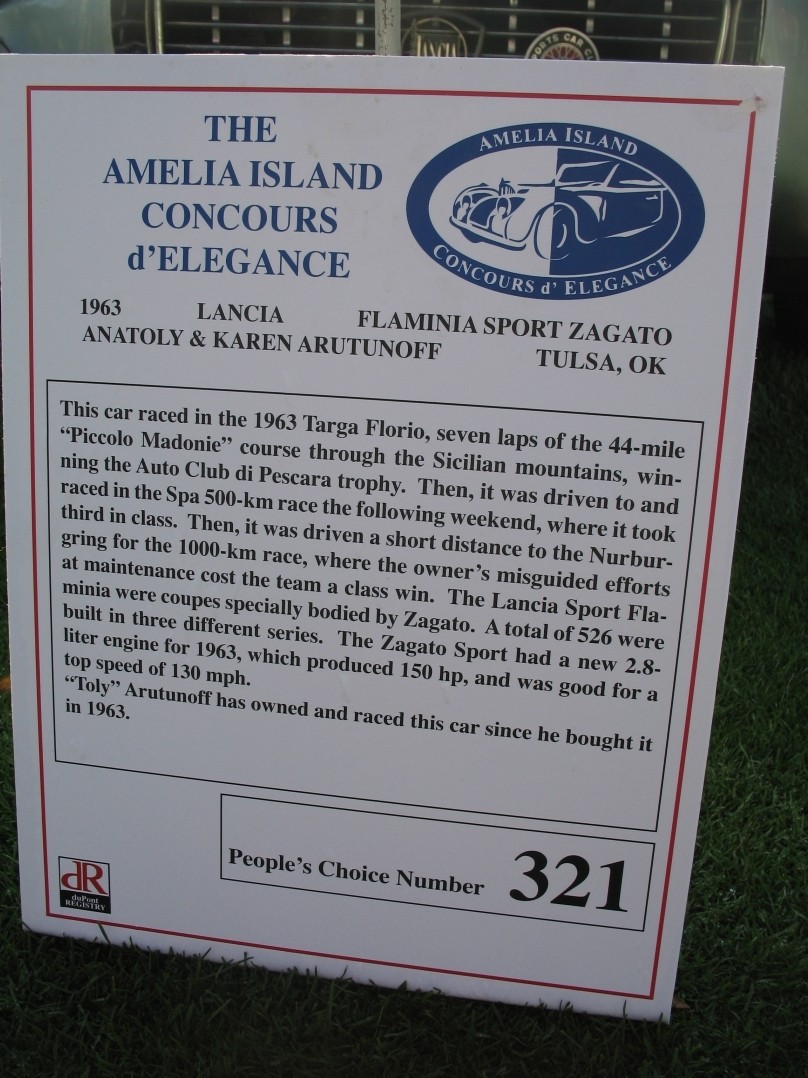 LANCIA
SPORTS CAR CL
THE
AMELIA ISLAND
CONCOURS
d'ELEGANCE
AMELIA ISLAND
CONCOURS d' ELEGANCE
1963 LANCIA FLAMINIA SPORT ZAGATO
ANATOLY & KAREN ARUTUNOFF TULSA, OK
This car raced in the 1963 Targa Florio, seven laps of the 44-mile
“Piccolo Madonie” course through the Sicilian mountains, win-
ning the Auto Club di Pescara trophy. Then, it was driven to and
raced in the Spa 500-km race the following weekend, where it took
third in class. Then, it was driven a short distance to the Nurbur-
gring for the 1000-km race, where the owner's misguided efforts
at maintenance cost the team a class win. The Lancia Sport Fla-
minia were coupes specially bodied by Zagato. A total of 526 were
built in three different series. The Zagato Sport had a new 2.8-
liter engine for 1963, which produced 150 hp, and was good for a
top speed of 130 mph.
“Toly” Arutunoff has owned and raced this car since he bought it
in 1963.
People's Choice Number 321
dR
duPont
REGISTRY